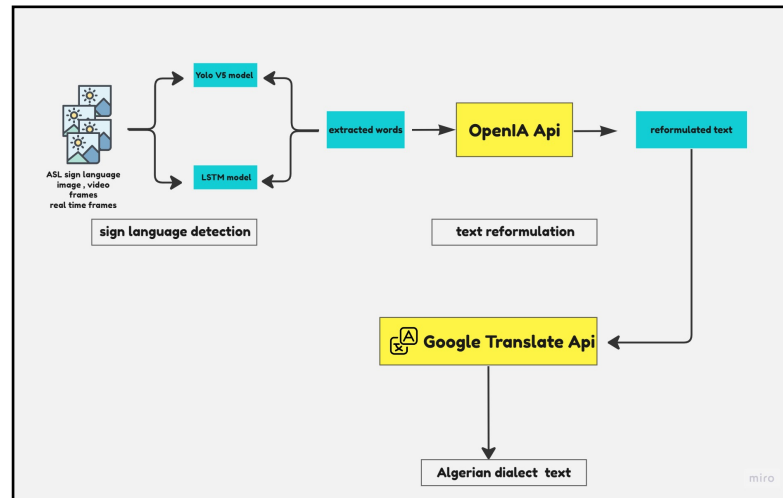 Yolo V5 model
ASL sign language
image , video
frames
real time frames
LSTM model
extracted words
OpenIA Api
reformulated text
sign language detection
text reformulation
Google Translate Api
Algerian dialect text
miro